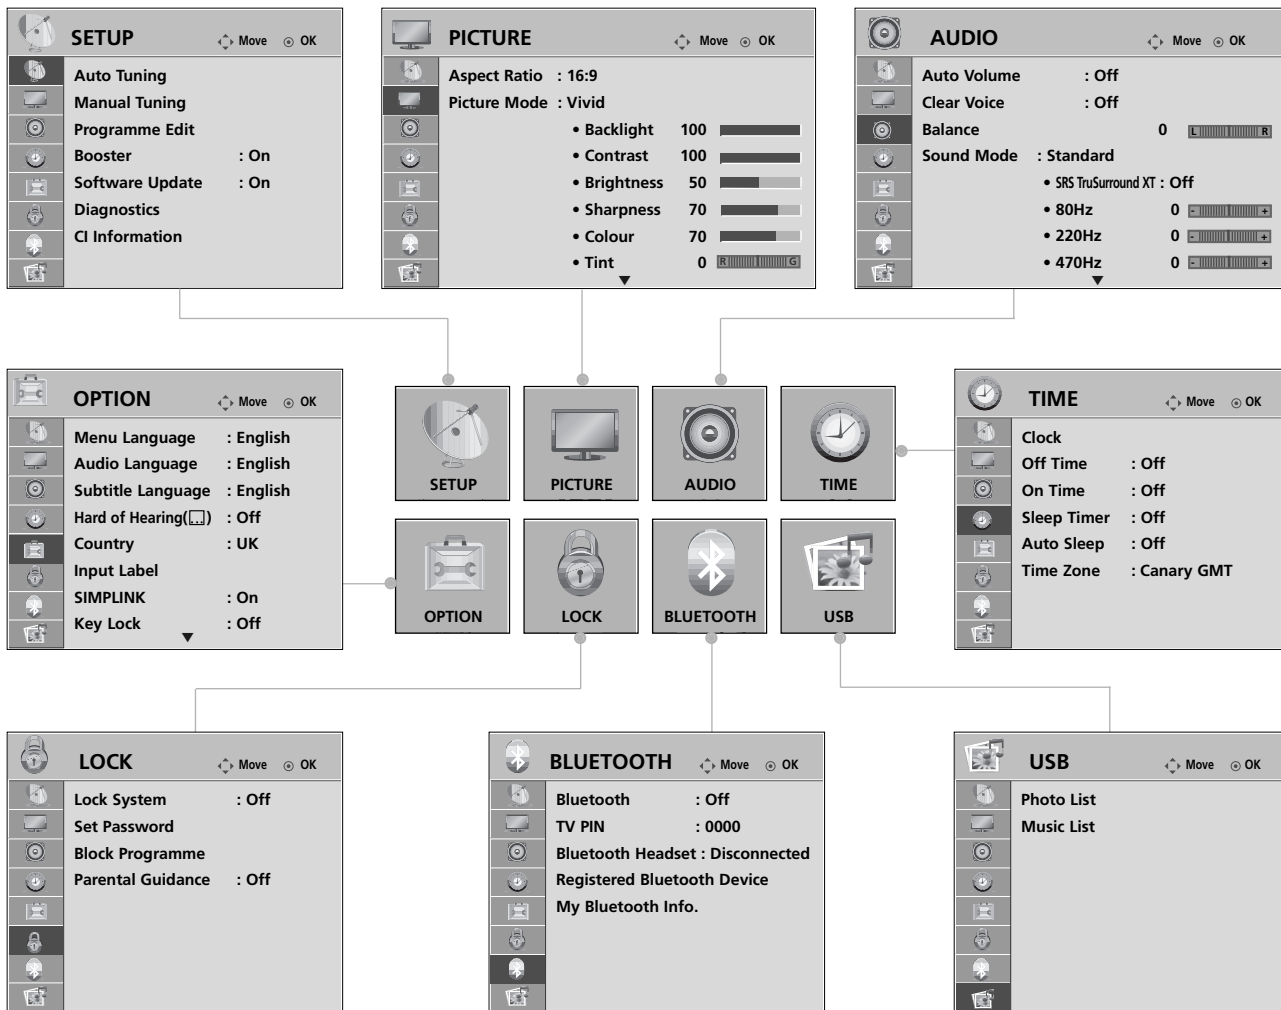 SETUP Move OK
Auto Tuning
Manual Tuning
Programme Edit
Booster : On
Software Update : On
Diagnostics
CI Information
PICTURE Move OK
Aspect Ratio : 16:9
Picture Mode : Vivid
• Backlight 100
• Contrast 100
• Brightness 50
• Sharpness 70
• Colour 70
• Tint 0 R G
AUDIO Move OK
Auto Volume : Off
Clear Voice : Off
Balance 0 L R
Sound Mode : Standard
• SRS TruSurround XT : Off
• 80Hz 0 - +
• 220Hz 0 - +
• 470Hz 0 - +
OPTION Move OK
Menu Language : English
Audio Language : English
Subtitle Language : English
Hard of Hearing( ) : Off
Country : UK
Input Label
SIMPLINK : On
Key Lock : Off
SETUP
PICTURE
AUDIO
TIME
OPTION
LOCK
BLUETOOTH
USB
TIME Move OK
Clock
Off Time : Off
On Time : Off
Sleep Timer : Off
Auto Sleep : Off
Time Zone : Canary GMT
LOCK Move OK
Lock System : Off
Set Password
Block Programme
Parental Guidance : Off
BLUETOOTH Move OK
Bluetooth : Off
TV PIN : 0000
Bluetooth Headset : Disconnected
Registered Bluetooth Device
My Bluetooth Info.
USB Move OK
Photo List
Music List